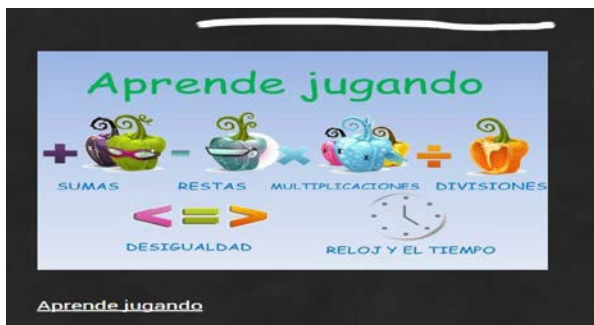 Aprende jugando
+ - × ÷
SUMAS RESTAS MULTIPLICACIONES DIVISIONES
< = >
DESIGUALDAD RELOJ Y EL TIEMPO
Aprende jugando